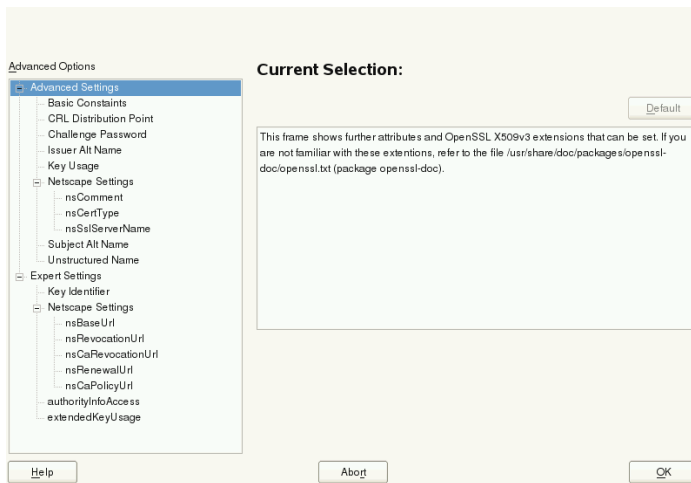 Advanced Options
Advanced Settings
Basic Constaints
CRL Distribution Point
Challenge Password
Issuer Alt Name
Key Usage
Netscape Settings
nsComment
nsCertType
nsSslServerName
Subject Alt Name
Unstructured Name
Expert Settings
Key Identifier
Netscape Settings
nsBaseUrl
nsRevocationUrl
nsCaRevocationUrl
nsRenewalUrl
nsCaPolicyUrl
authorityInfoAccess
extendedKeyUsage
Current Selection:
Default
This frame shows further attributes and OpenSSL X509v3 extensions that can be set. If you
are not familiar with these extentions, refer to the file /usr/share/doc/packages/openssl-
doc/openssl.txt (package openssl-doc).
Help
Abort
OK